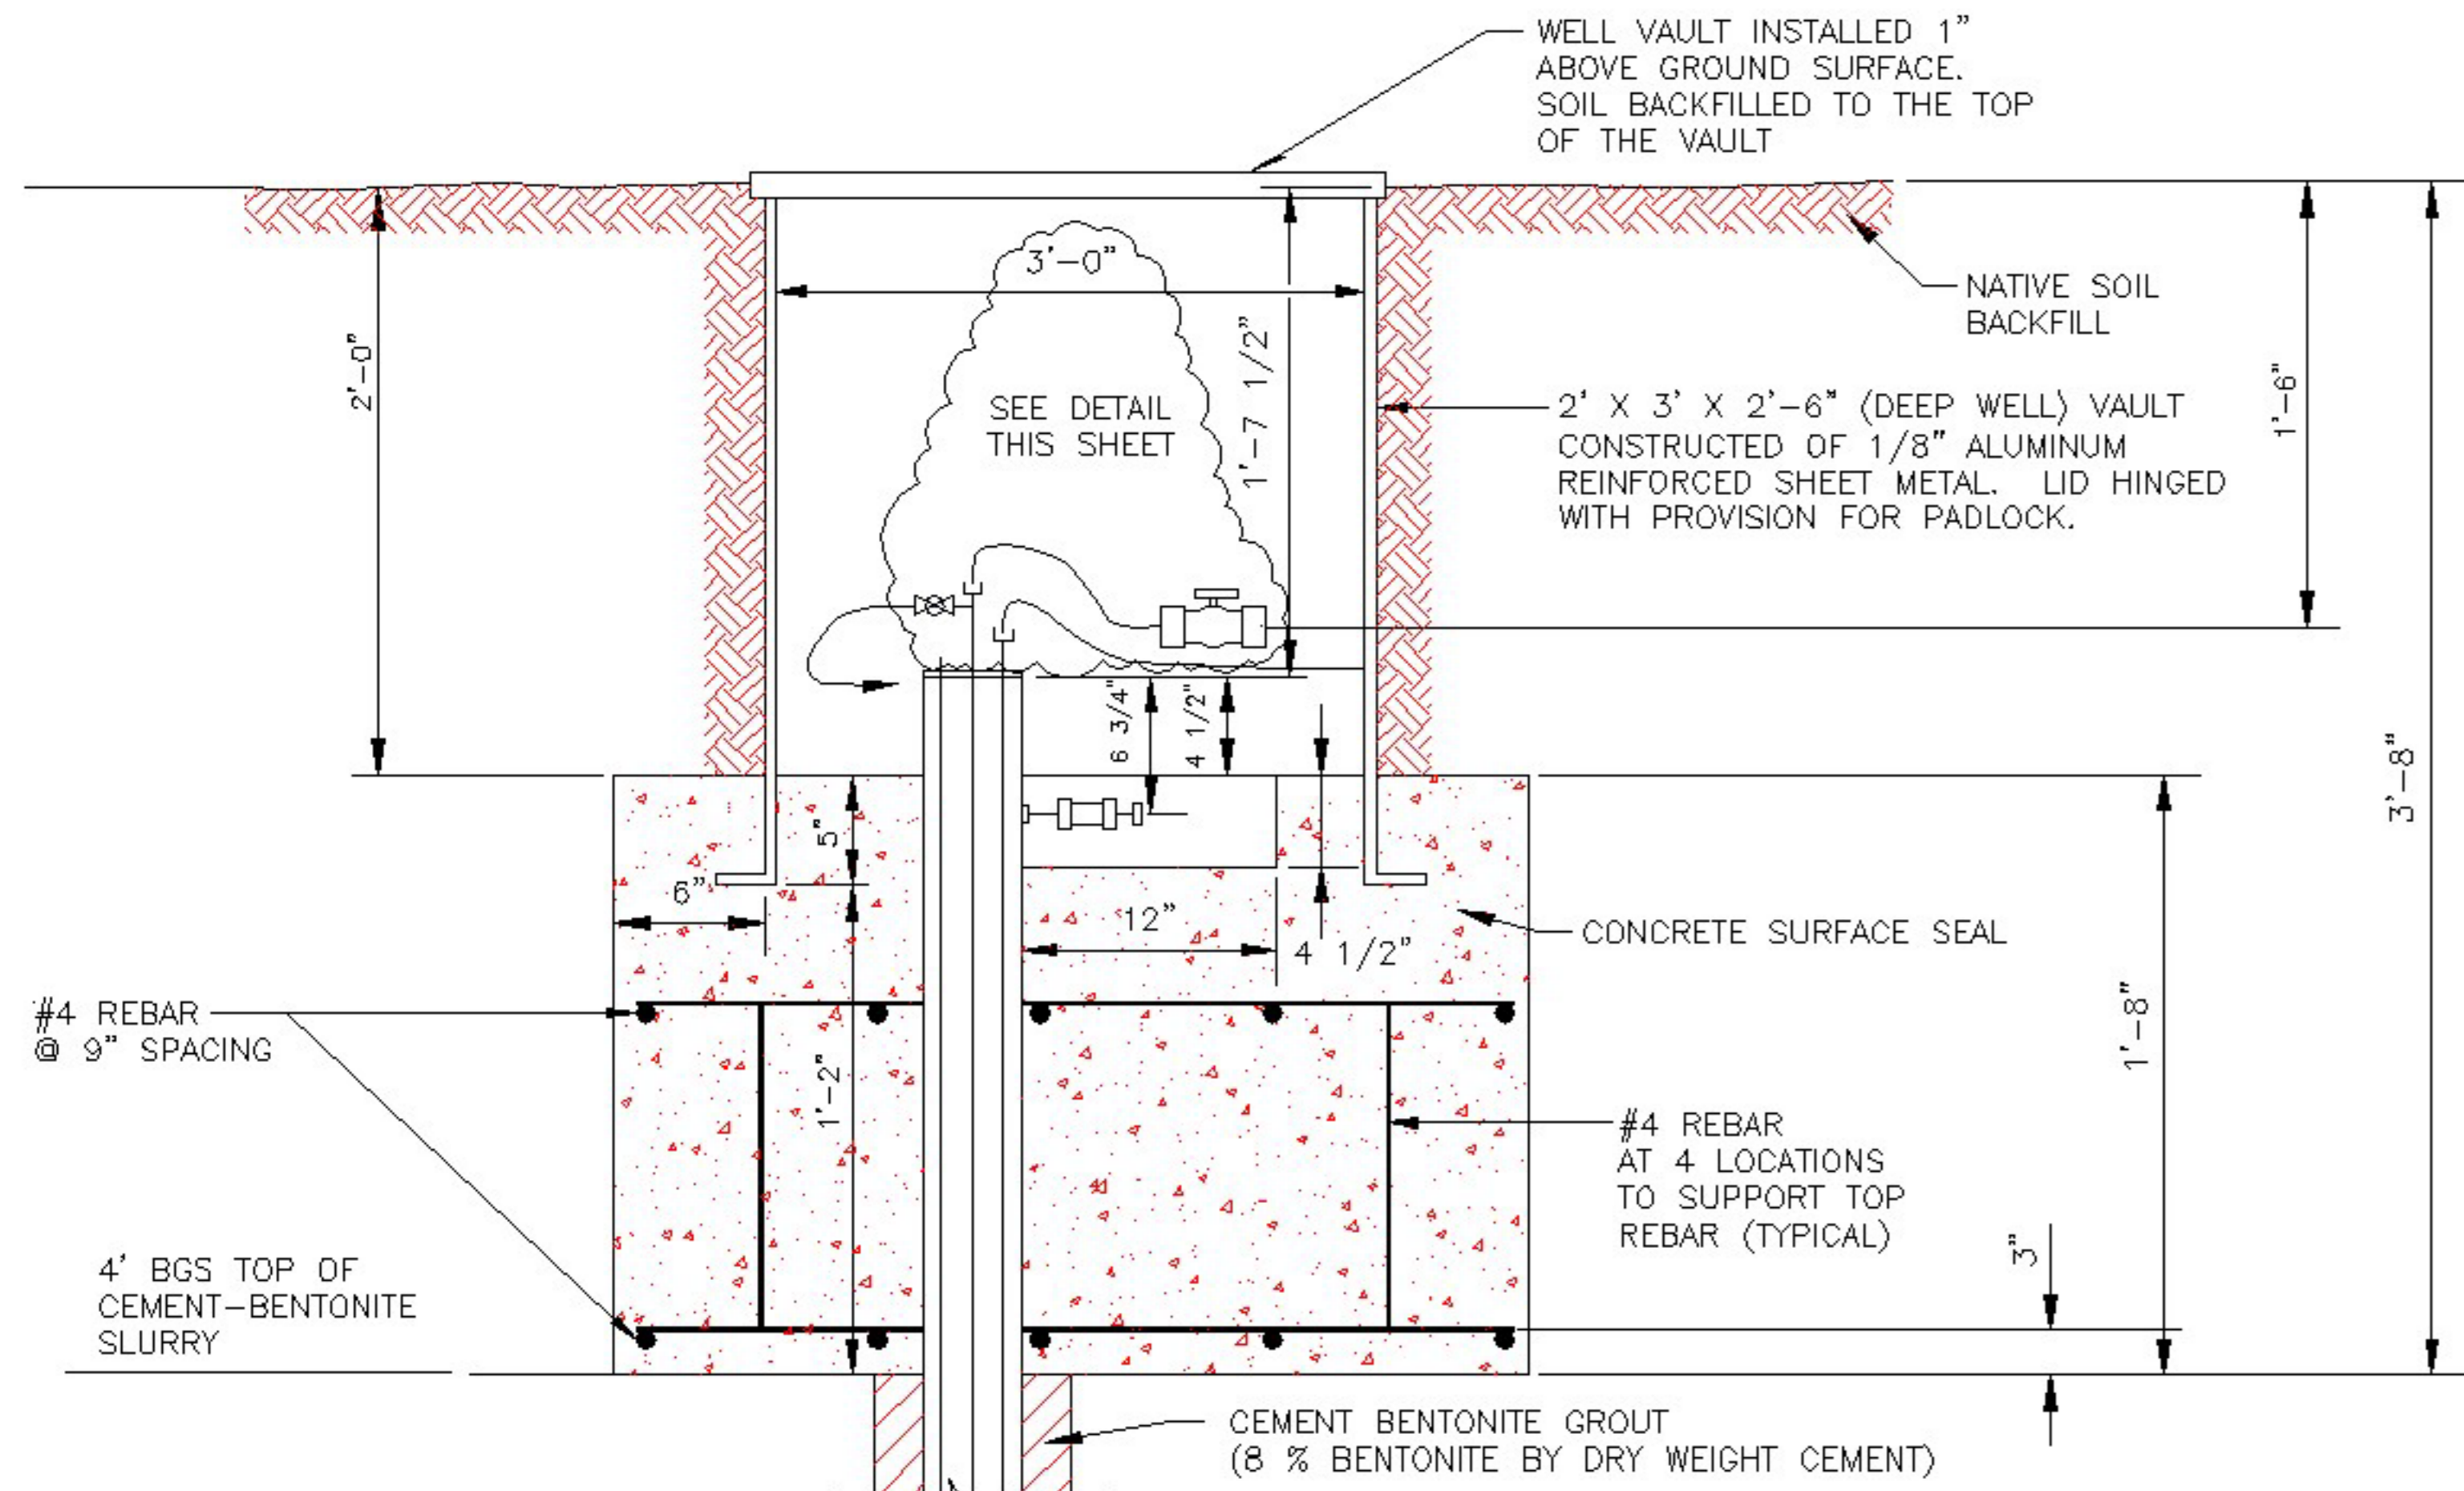 WELL VAULT INSTALLED 1"
ABOVE GROUND SURFACE.
SOIL BACKFILLED TO THE TOP
OF THE VAULT
3'-0"
NATIVE SOIL
BACKFILL
2'-0"
1'-7 1/2"
SEE DETAIL
THIS SHEET
2' X 3' X 2'-6" (DEEP WELL) VAULT
CONSTRUCTED OF 1/8" ALUMINUM
REINFORCED SHEET METAL. LID HINGED
WITH PROVISION FOR PADLOCK.
1'-6"
3'-8"
6 3/4"
4 1/2"
5"
6"
12"
4 1/2"
CONCRETE SURFACE SEAL
#4 REBAR
@ 9" SPACING
1'-2"
1'-8"
#4 REBAR
AT 4 LOCATIONS
TO SUPPORT TOP
REBAR (TYPICAL)
3"
4' BGS TOP OF
CEMENT-BENTONITE
SLURRY
CEMENT BENTONITE GROUT
(8 % BENTONITE BY DRY WEIGHT CEMENT)